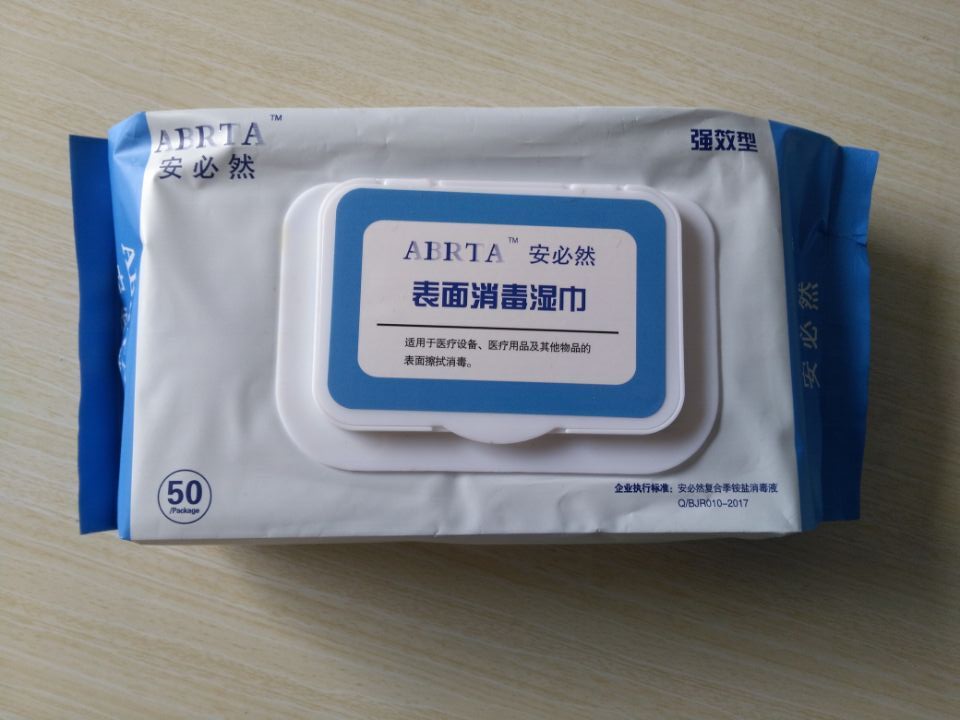 ABRTA™
安必然
强效型
ABRTA™ 安必然
表面消毒湿巾
适用于医疗设备、医疗用品及其他物品的
表面擦拭消毒。
50
/Package
企业执行标准：安必然复合季铵盐消毒液
Q/BJR010-2017
安必然